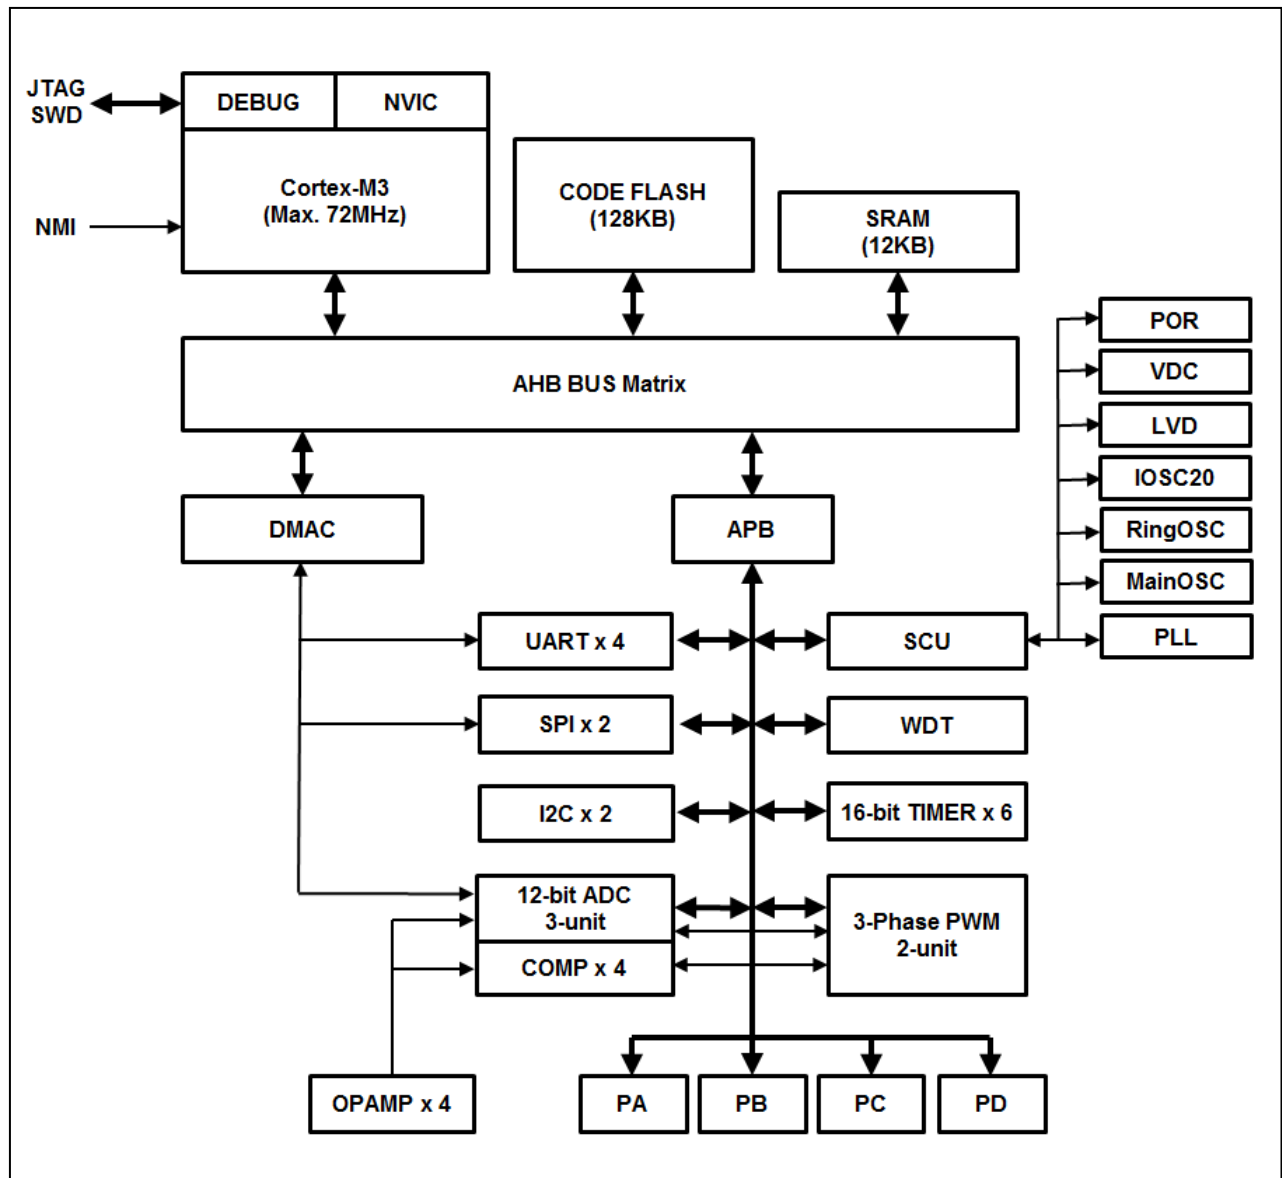 JTAG
SWD
DEBUG
NVIC
Cortex-M3
(Max. 72MHz)
NMI
CODE FLASH
(128KB)
SRAM
(12KB)
AHB BUS Matrix
POR
VDC
LVD
IOSC20
RingOSC
MainOSC
PLL
DMAC
APB
UART x 4
SCU
SPI x 2
WDT
I2C x 2
16-bit TIMER x 6
12-bit ADC
3-unit
COMP x 4
3-Phase PWM
2-unit
OPAMP x 4
PA
PB
PC
PD